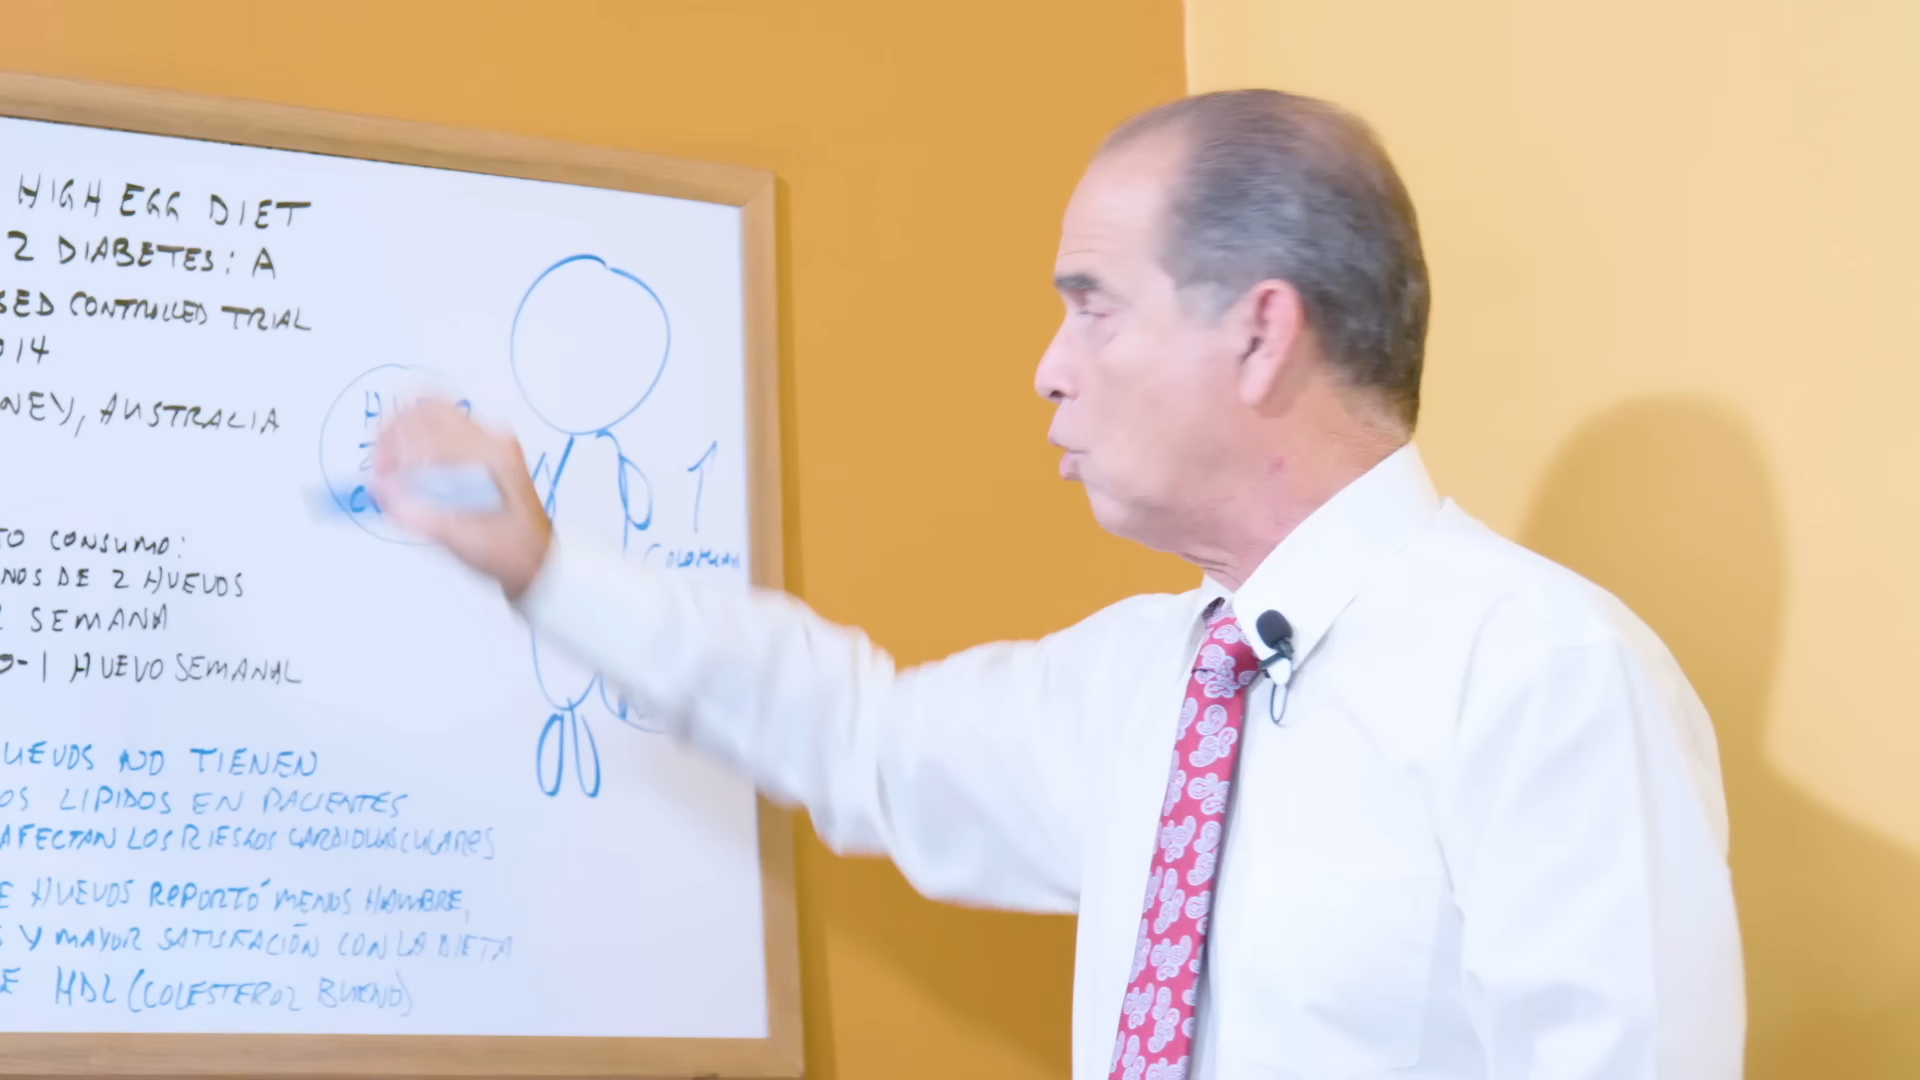 HIGH EGG DIET
2 DIABETES: A
SED CONTROLLED TRIAL
014
NEY, AUSTRALIA
TO CONSUMO:
NOS DE 2 HUEVOS
SEMANA
0-1 HUEVO SEMANAL
UEVOS NO TIENEN
OS LIPIDOS EN PACIENTES
AFECTAN LOS RIESGOS CARDIOVASCULARES
E HUEVOS REPORTÓ MENOS HAMBRE,
S Y MAYOR SATISFACIÓN CON LA DIETA
E HDL (COLESTEROL BUENO)